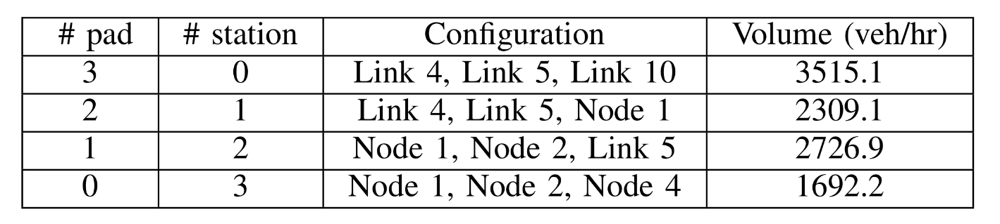 # pad # station Configuration Volume (veh/hr)
3 0 Link 4, Link 5, Link 10 3515.1
2 1 Link 4, Link 5, Node 1 2309.1
1 2 Node 1, Node 2, Link 5 2726.9
0 3 Node 1, Node 2, Node 4 1692.2